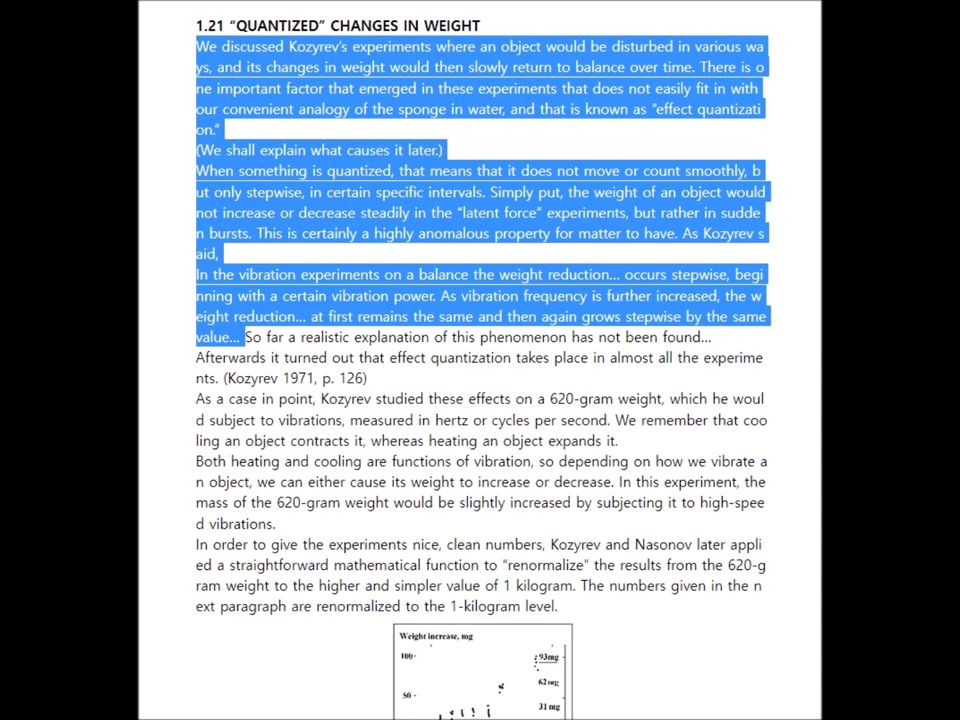 1.21 “QUANTIZED” CHANGES IN WEIGHT
We discussed Kozyrev’s experiments where an object would be disturbed in various wa
ys, and its changes in weight would then slowly return to balance over time. There is o
ne important factor that emerged in these experiments that does not easily fit in with
our convenient analogy of the sponge in water, and that is known as “effect quantizati
on.”
(We shall explain what causes it later.)
When something is quantized, that means that it does not move or count smoothly, b
ut only stepwise, in certain specific intervals. Simply put, the weight of an object would
not increase or decrease steadily in the “latent force” experiments, but rather in sudde
n bursts. This is certainly a highly anomalous property for matter to have. As Kozyrev s
aid,
In the vibration experiments on a balance the weight reduction... occurs stepwise, begi
nning with a certain vibration power. As vibration frequency is further increased, the w
eight reduction... at first remains the same and then again grows stepwise by the same
value... So far a realistic explanation of this phenomenon has not been found...
Afterwards it turned out that effect quantization takes place in almost all the experime
nts. (Kozyrev 1971, p. 126)
As a case in point, Kozyrev studied these effects on a 620-gram weight, which he woul
d subject to vibrations, measured in hertz or cycles per second. We remember that coo
ling an object contracts it, whereas heating an object expands it.
Both heating and cooling are functions of vibration, so depending on how we vibrate a
n object, we can either cause its weight to increase or decrease. In this experiment, the
mass of the 620-gram weight would be slightly increased by subjecting it to high-spee
d vibrations.
In order to give the experiments nice, clean numbers, Kozyrev and Nasonov later appli
ed a straightforward mathematical function to “renormalize” the results from the 620-g
ram weight to the higher and simpler value of 1 kilogram. The numbers given in the n
ext paragraph are renormalized to the 1-kilogram level.
Weight increase, mg
100
93mg
62mg
50
31 mg